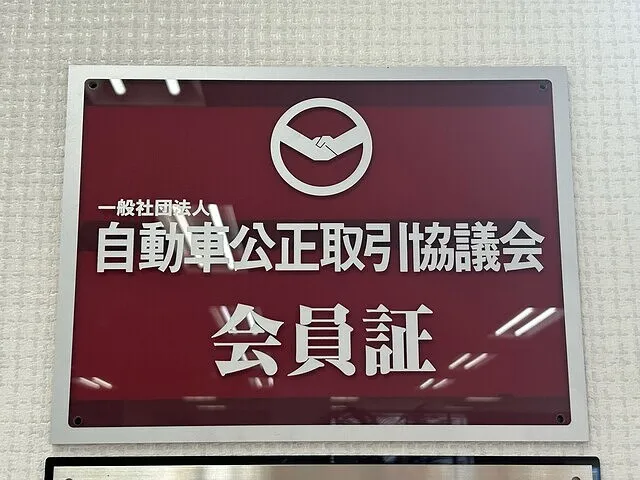 一般社団法人
自動車公正取引協議会
会員証